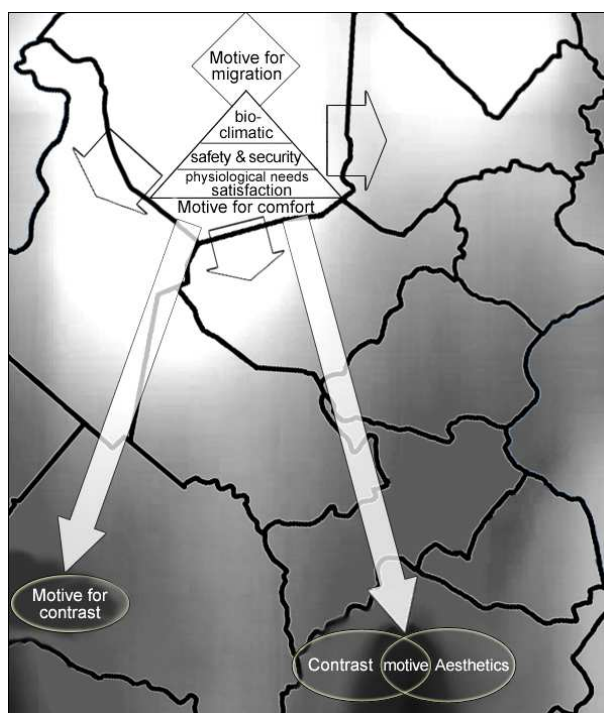 Motive for
migration
bio-
climatic
safety & security
physiological needs
satisfaction
Motive for comfort
Motive for
contrast
Contrast motive Aesthetics